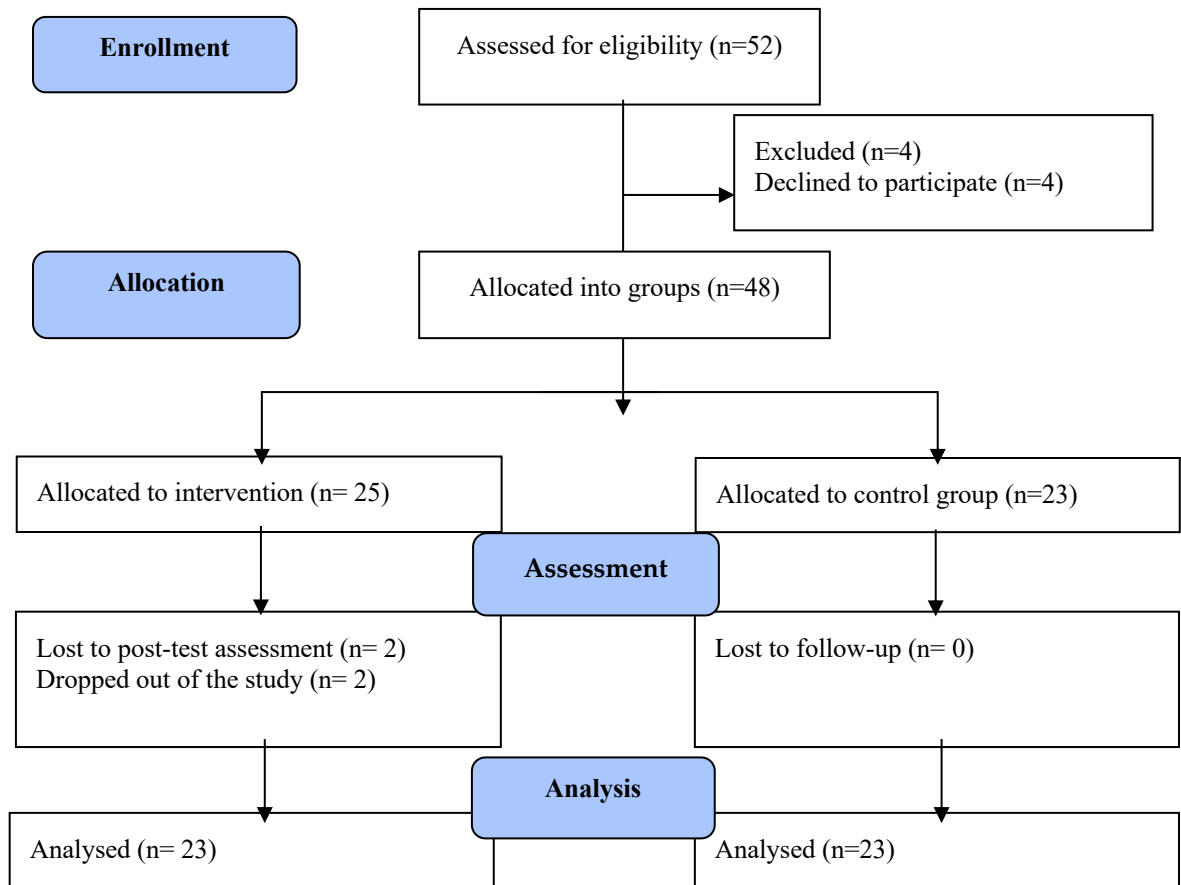 Enrollment
Assessed for eligibility (n=52)
Excluded (n=4)
Declined to participate (n=4)
Allocation
Allocated into groups (n=48)
Allocated to intervention (n= 25)
Allocated to control group (n=23)
Assessment
Lost to post-test assessment (n= 2)
Dropped out of the study (n= 2)
Lost to follow-up (n= 0)
Analysis
Analysed (n= 23)
Analysed (n=23)